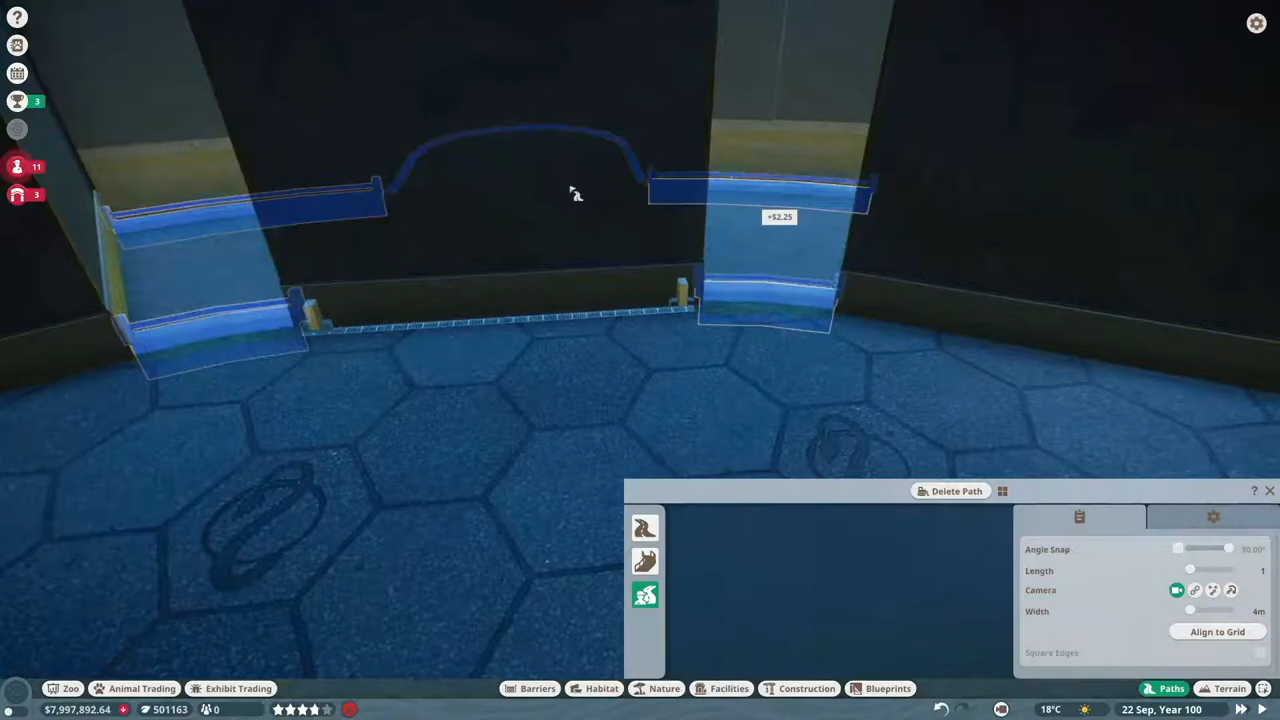 ?
3
11
3
+$2.25
Delete Path
?
Angle Snap
90.00°
Length
1
Camera
Width
4m
Align to Grid
Square Edges
Zoo
Animal Trading
Exhibit Trading
Barriers
Habitat
Nature
Facilities
Construction
Blueprints
Paths
Terrain
$7,997,892.64
501163
0
18°C
22 Sep, Year 100